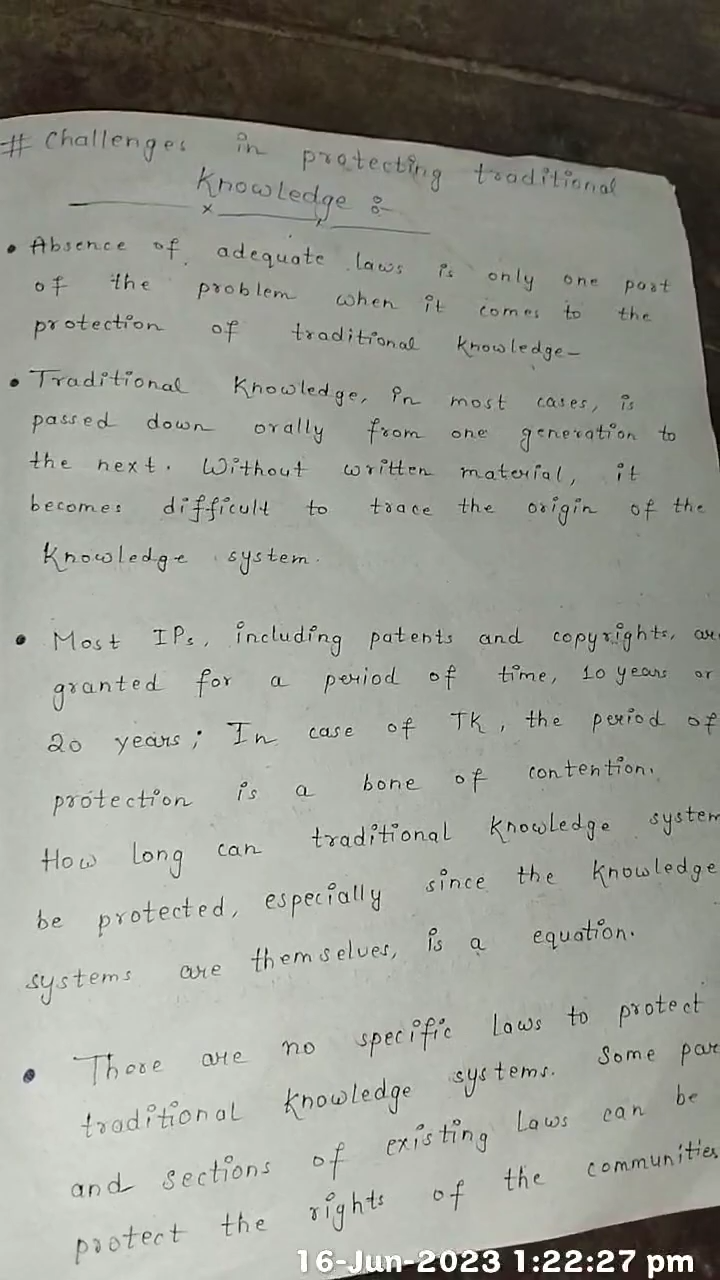 # Challenges in protecting traditional
Knowledge :-
x
• Absence of adequate laws is only one part
of the problem when it comes to the
protection of traditional Knowledge-
• Traditional Knowledge, in most cases, is
passed down orally from one generation to
the next. Without written material, it
becomes difficult to trace the origin of the
Knowledge system.
• Most IPs, including patents and copyrights, are
granted for a period of time, 10 years or
20 years; In case of TK, the period of
protection is a bone of contention.
How long can traditional Knowledge system
be protected, especially since the Knowledge
systems are themselves, is a equation.
• There are no specific laws to protect
traditional Knowledge systems. Some par
and sections of existing Laws can be
protect the rights of the communities
16-Jun-2023 1:22:27 pm